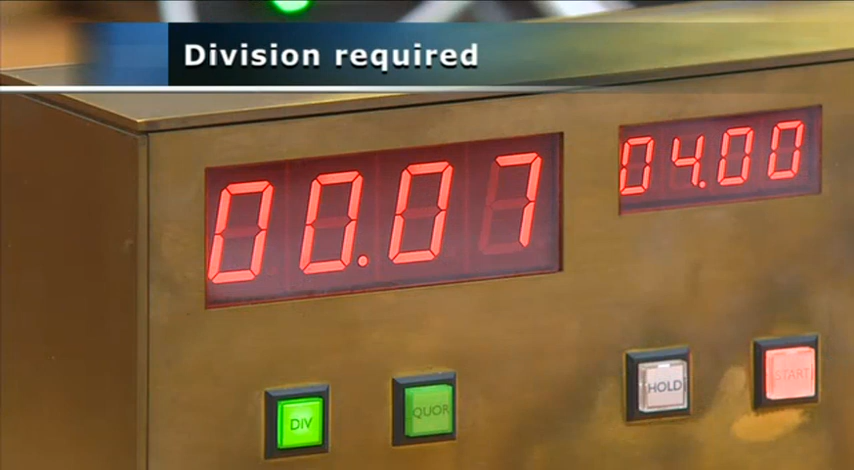 Division required
00.07
04.00
DIV
QUOR
HOLD
START